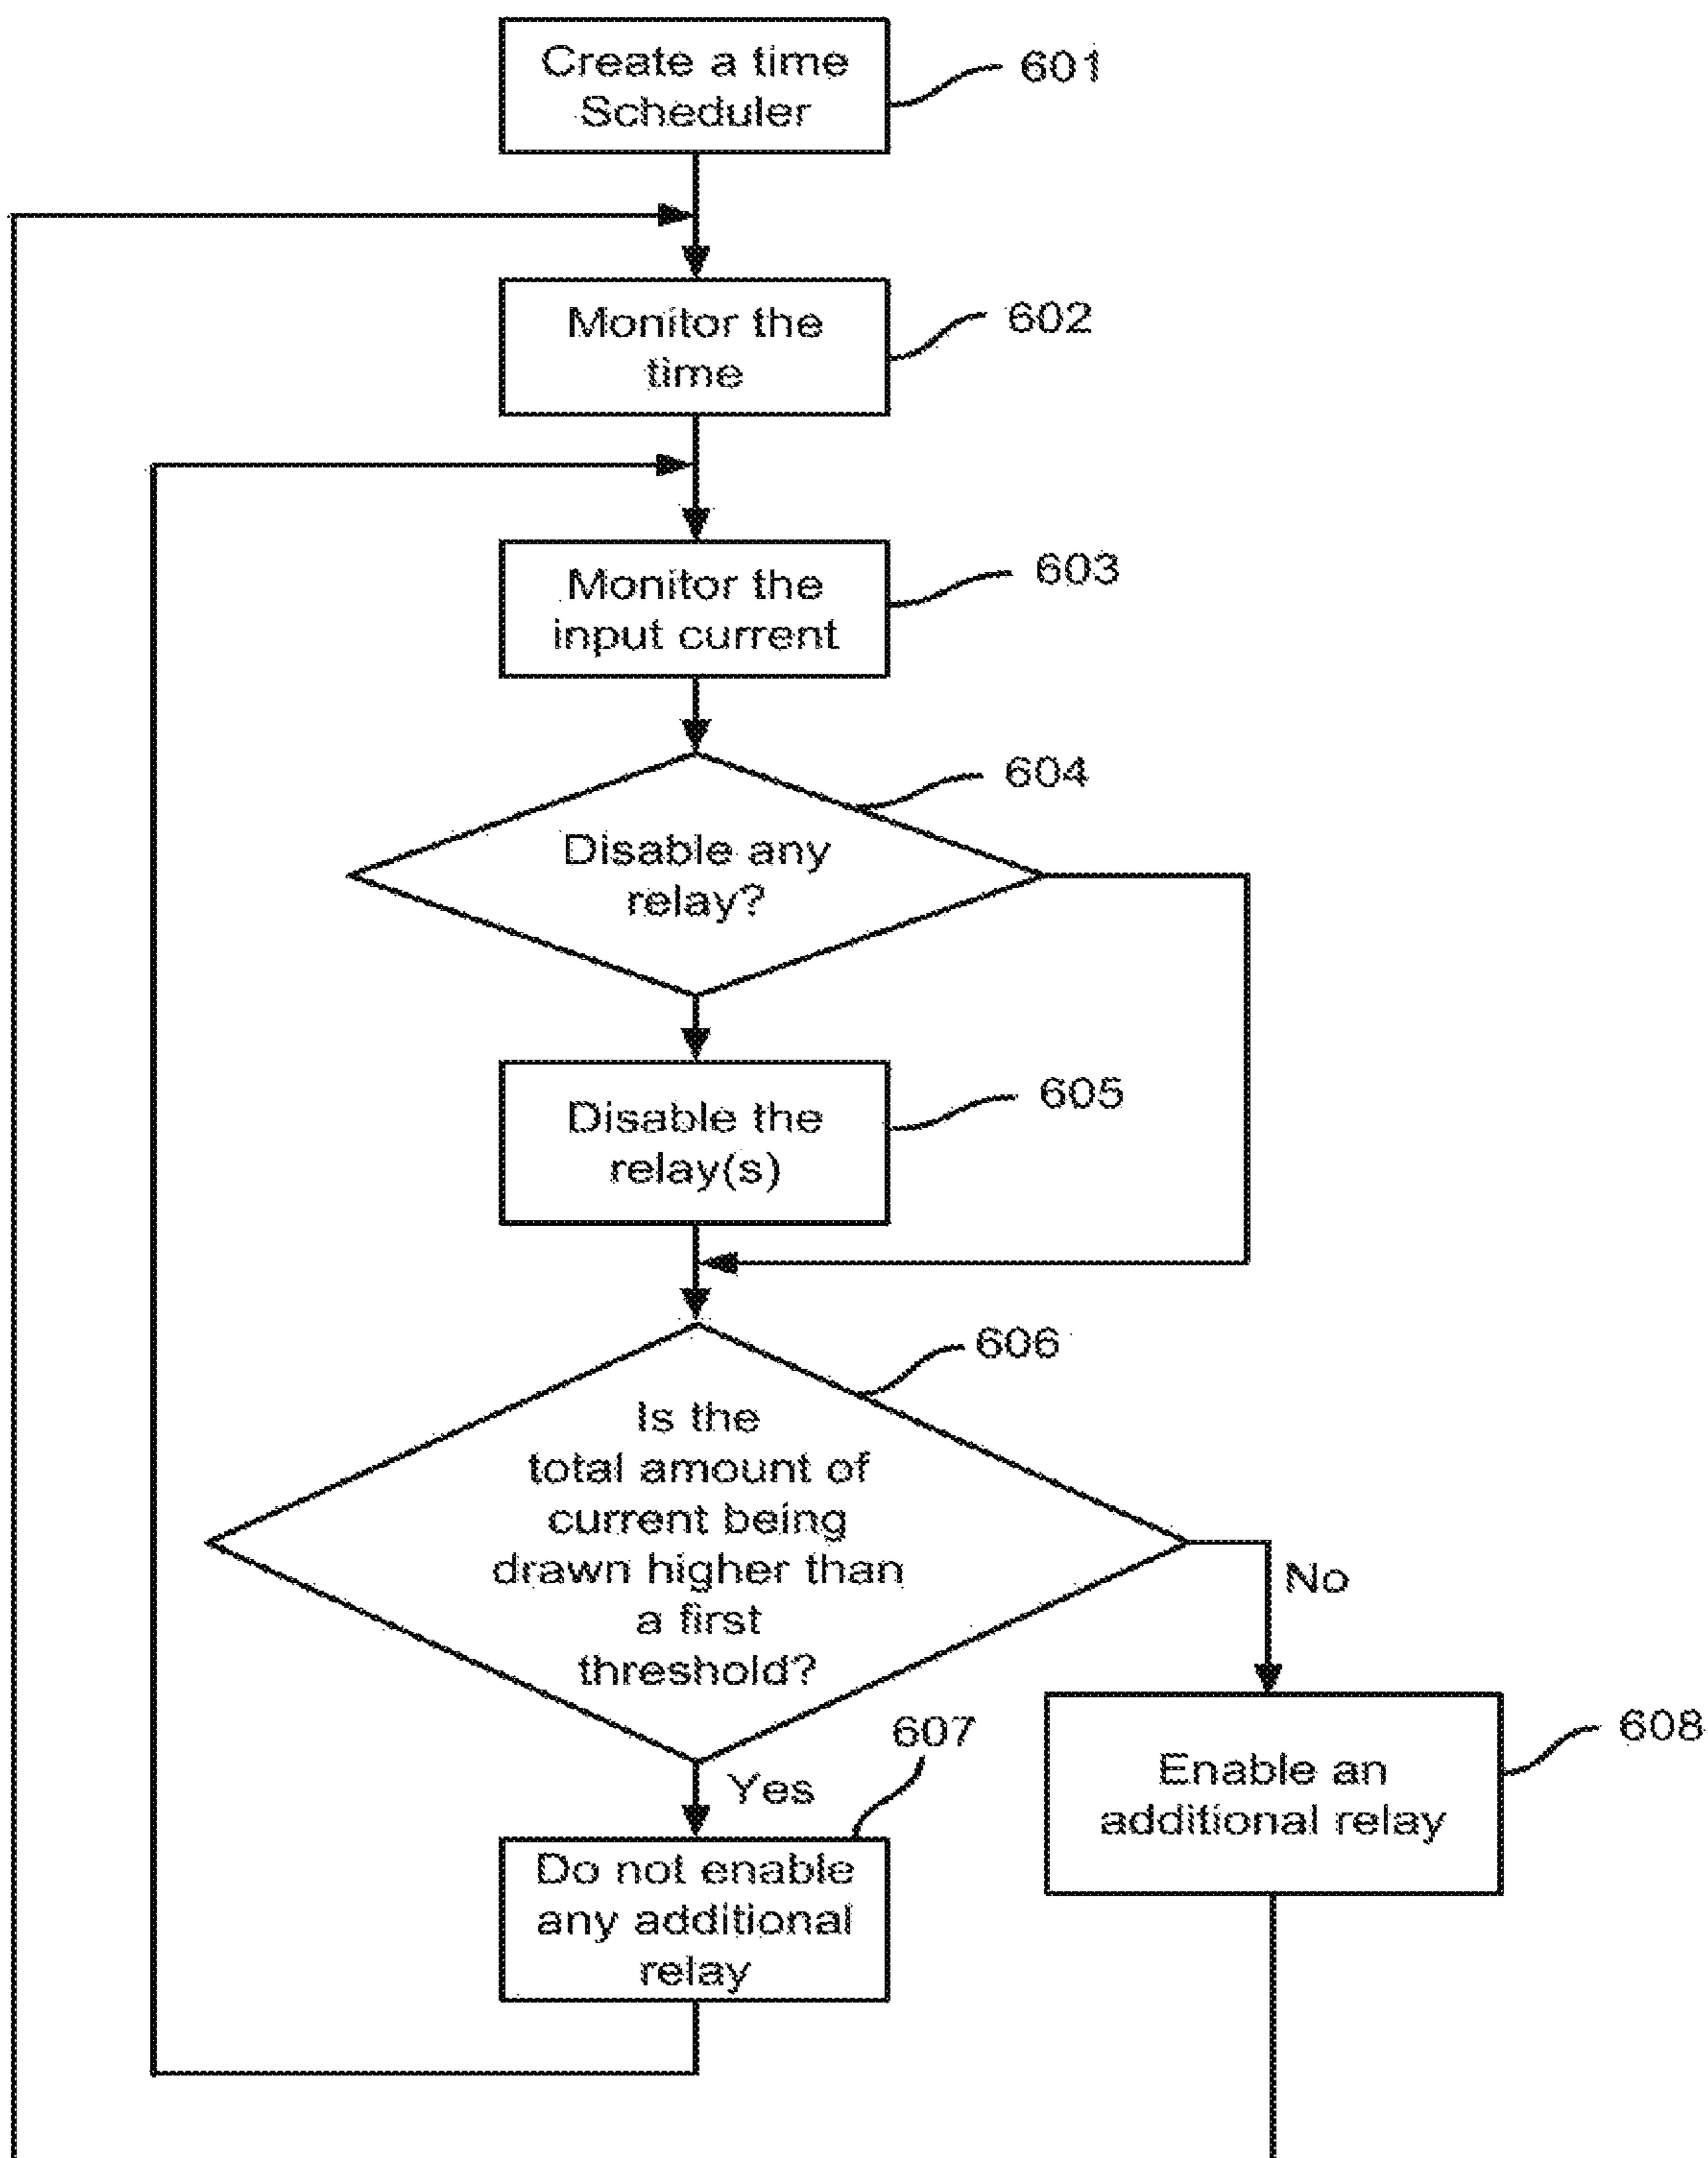 Create a time
Scheduler
601
Monitor the
time
602
Monitor the
input current
603
Disable any
relay?
604
Disable the
relay(s)
605
Is the
total amount of
current being
drawn higher than
a first
threshold?
606
No
Yes
607
Do not enable
any additional
relay
Enable an
additional relay
608